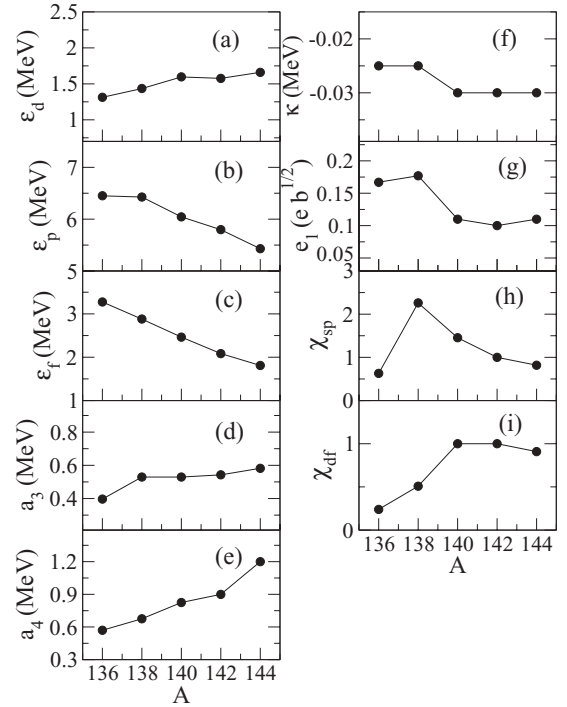 (a)
ε_d (MeV)
2.5
2
1.5
1
(b)
ε_p (MeV)
7
6
5
(c)
ε_f (MeV)
3
2
1
(d)
a_3 (MeV)
0.8
0.6
0.4
(e)
a_4 (MeV)
1.2
0.9
0.6
0.3
136 138 140 142 144
A
(f)
κ (MeV)
-0.02
-0.03
(g)
e_1 (e b^{1/2})
0.2
0.15
0.1
0.05
(h)
χ_sp
3
2
1
0
(i)
χ_df
1
0
136 138 140 142 144
A